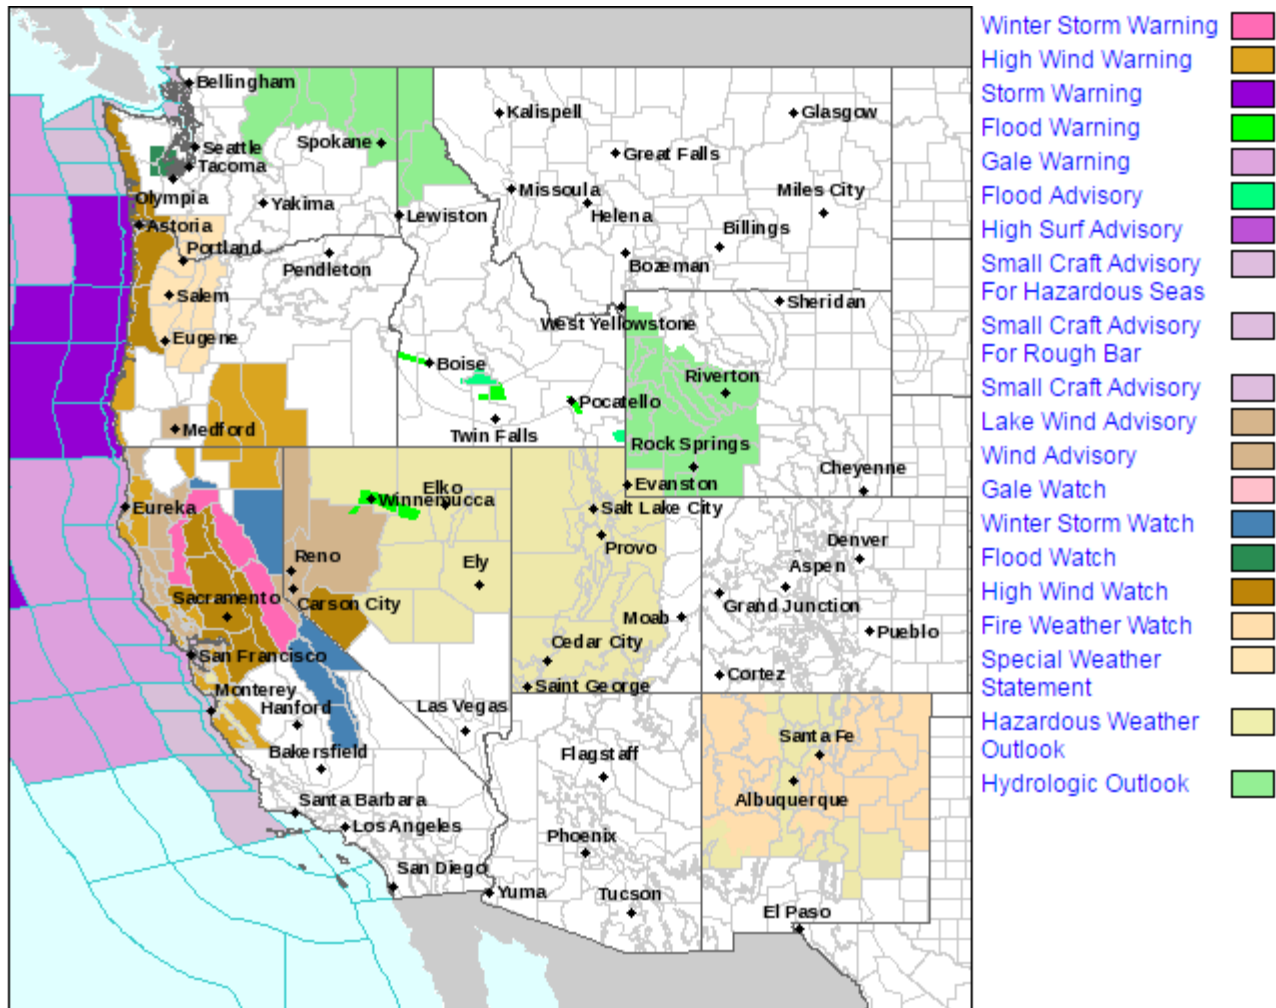 Winter Storm Warning
High Wind Warning
Storm Warning
Flood Warning
Gale Warning
Flood Advisory
High Surf Advisory
Small Craft Advisory
For Hazardous Seas
Small Craft Advisory
For Rough Bar
Small Craft Advisory
Lake Wind Advisory
Wind Advisory
Gale Watch
Winter Storm Watch
Flood Watch
High Wind Watch
Fire Weather Watch
Special Weather
Statement
Hazardous Weather
Outlook
Hydrologic Outlook
Bellingham
Kalispell
Glasgow
Seattle
Spokane
Great Falls
Tacoma
Olympia
Missoula
Miles City
Yakima
Helena
Lewiston
Astoria
Billings
Portland
Pendleton
Bozeman
Salem
Sheridan
West Yellowstone
Eugene
Boise
Riverton
Pocatello
Medford
Twin Falls
Rock Springs
Cheyenne
Evanston
Elko
Winnemucca
Eureka
Salt Lake City
Provo
Denver
Reno
Ely
Aspen
Sacramento
Carson City
Grand Junction
Moab
Pueblo
Cedar City
San Francisco
Cortez
Saint George
Monterey
Hanford
Las Vegas
Santa Fe
Bakersfield
Flagstaff
Albuquerque
Santa Barbara
Los Angeles
Phoenix
San Diego
Yuma
Tucson
El Paso